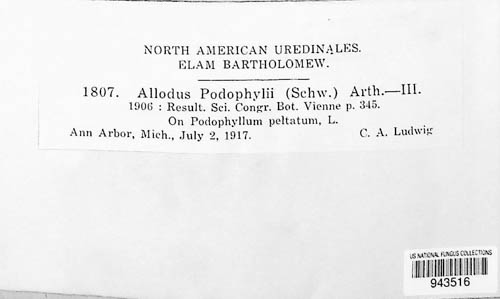 NORTH AMERICAN UREDINALES.
ELAM BARTHOLOMEW.
1807. Allodus Podophylii (Schw.) Arth.—III.
1906 : Result. Sci. Congr. Bot. Vienne p. 345.
On Podophyllum peltatum, L.
Ann Arbor, Mich., July 2, 1917. C. A. Ludwig
US NATIONAL FUNGUS COLLECTIONS
943516